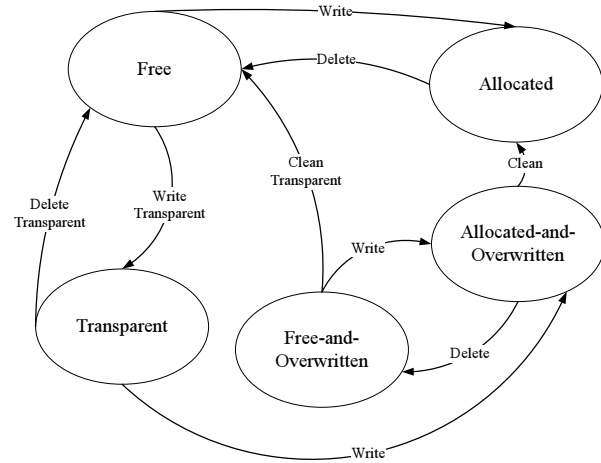 Write
Free
Delete
Allocated
Clean
Transparent
Clean
Delete
Transparent
Write
Transparent
Write
Allocated-and-
Overwritten
Transparent
Free-and-
Overwritten
Delete
Write